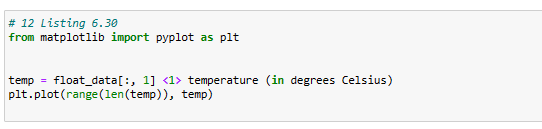 # 12 Listing 6.30
from matplotlib import pyplot as plt
temp = float_data[:, 1] <1> temperature (in degrees Celsius)
plt.plot(range(len(temp)), temp)